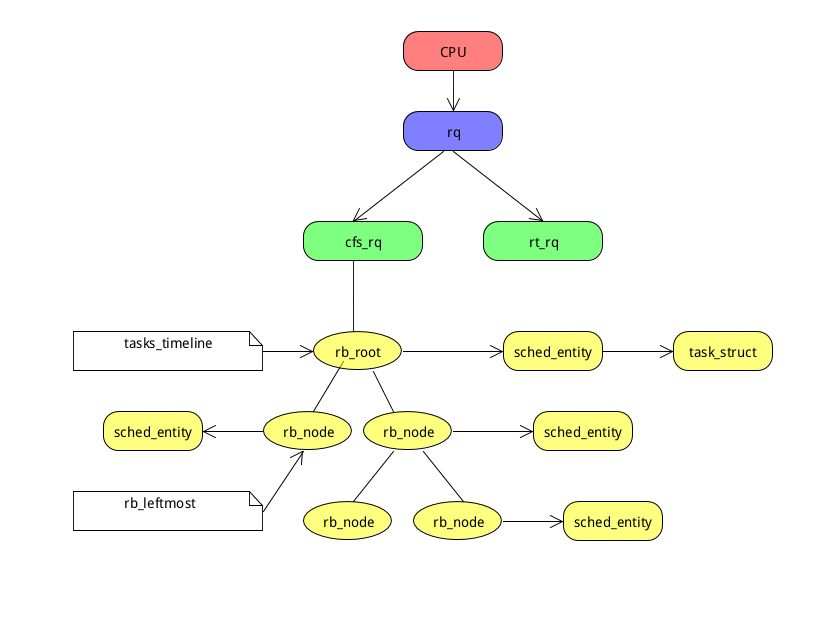 CPU
rq
cfs_rq
rt_rq
tasks_timeline
rb_root
sched_entity
task_struct
sched_entity
rb_node
rb_node
sched_entity
rb_leftmost
rb_node
rb_node
sched_entity